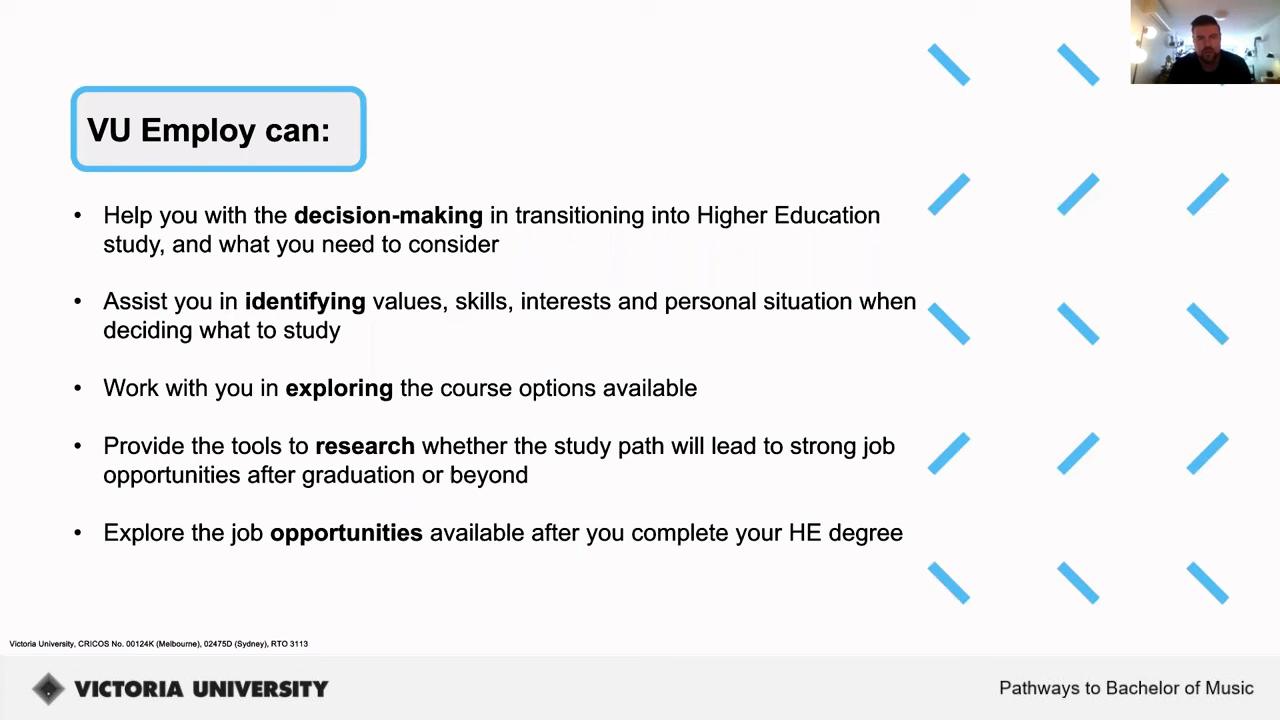 VU Employ can:
• Help you with the decision-making in transitioning into Higher Education
study, and what you need to consider
• Assist you in identifying values, skills, interests and personal situation when
deciding what to study
• Work with you in exploring the course options available
• Provide the tools to research whether the study path will lead to strong job
opportunities after graduation or beyond
• Explore the job opportunities available after you complete your HE degree
Victoria University, CRICOS No. 00124K (Melbourne), 02475D (Sydney), RTO 3113
VICTORIA UNIVERSITY
Pathways to Bachelor of Music